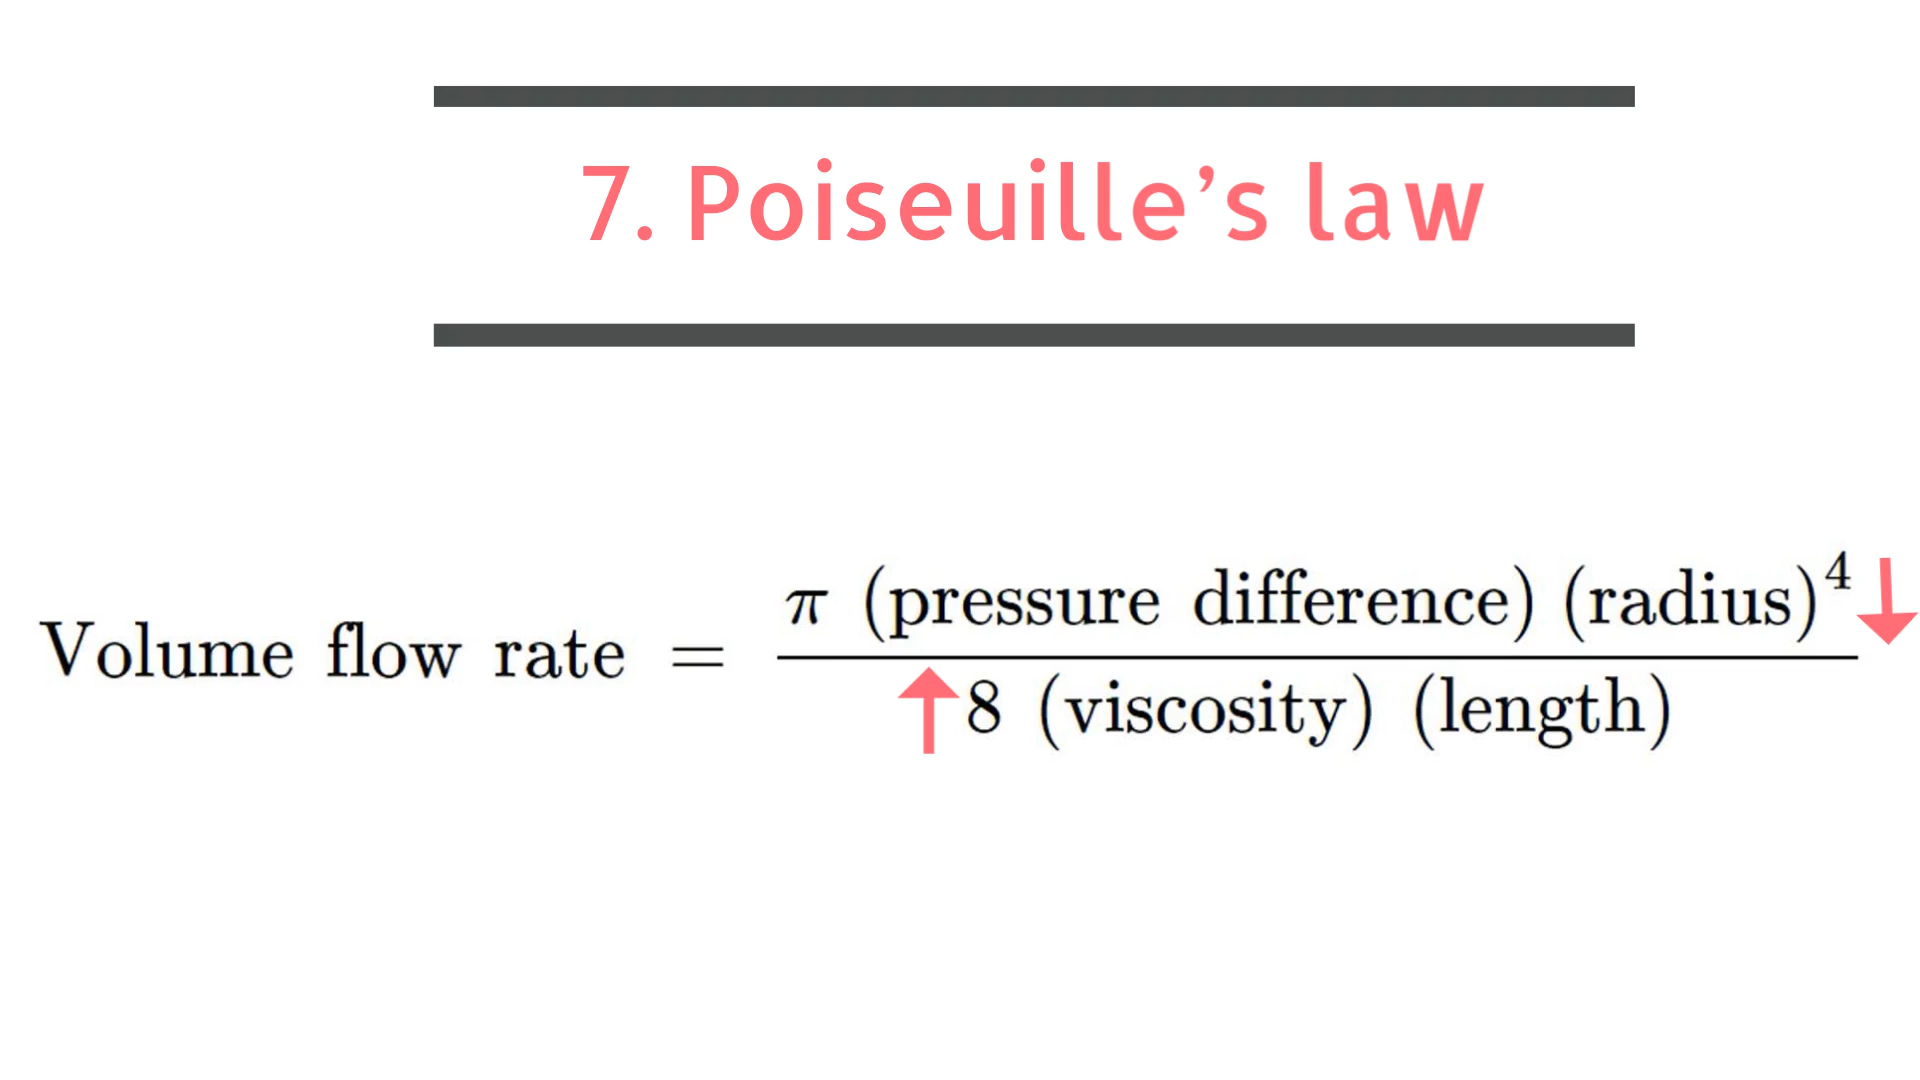 7. Poiseuille’s law
Volume flow rate = π (pressure difference) (radius)⁴ / 8 (viscosity) (length)